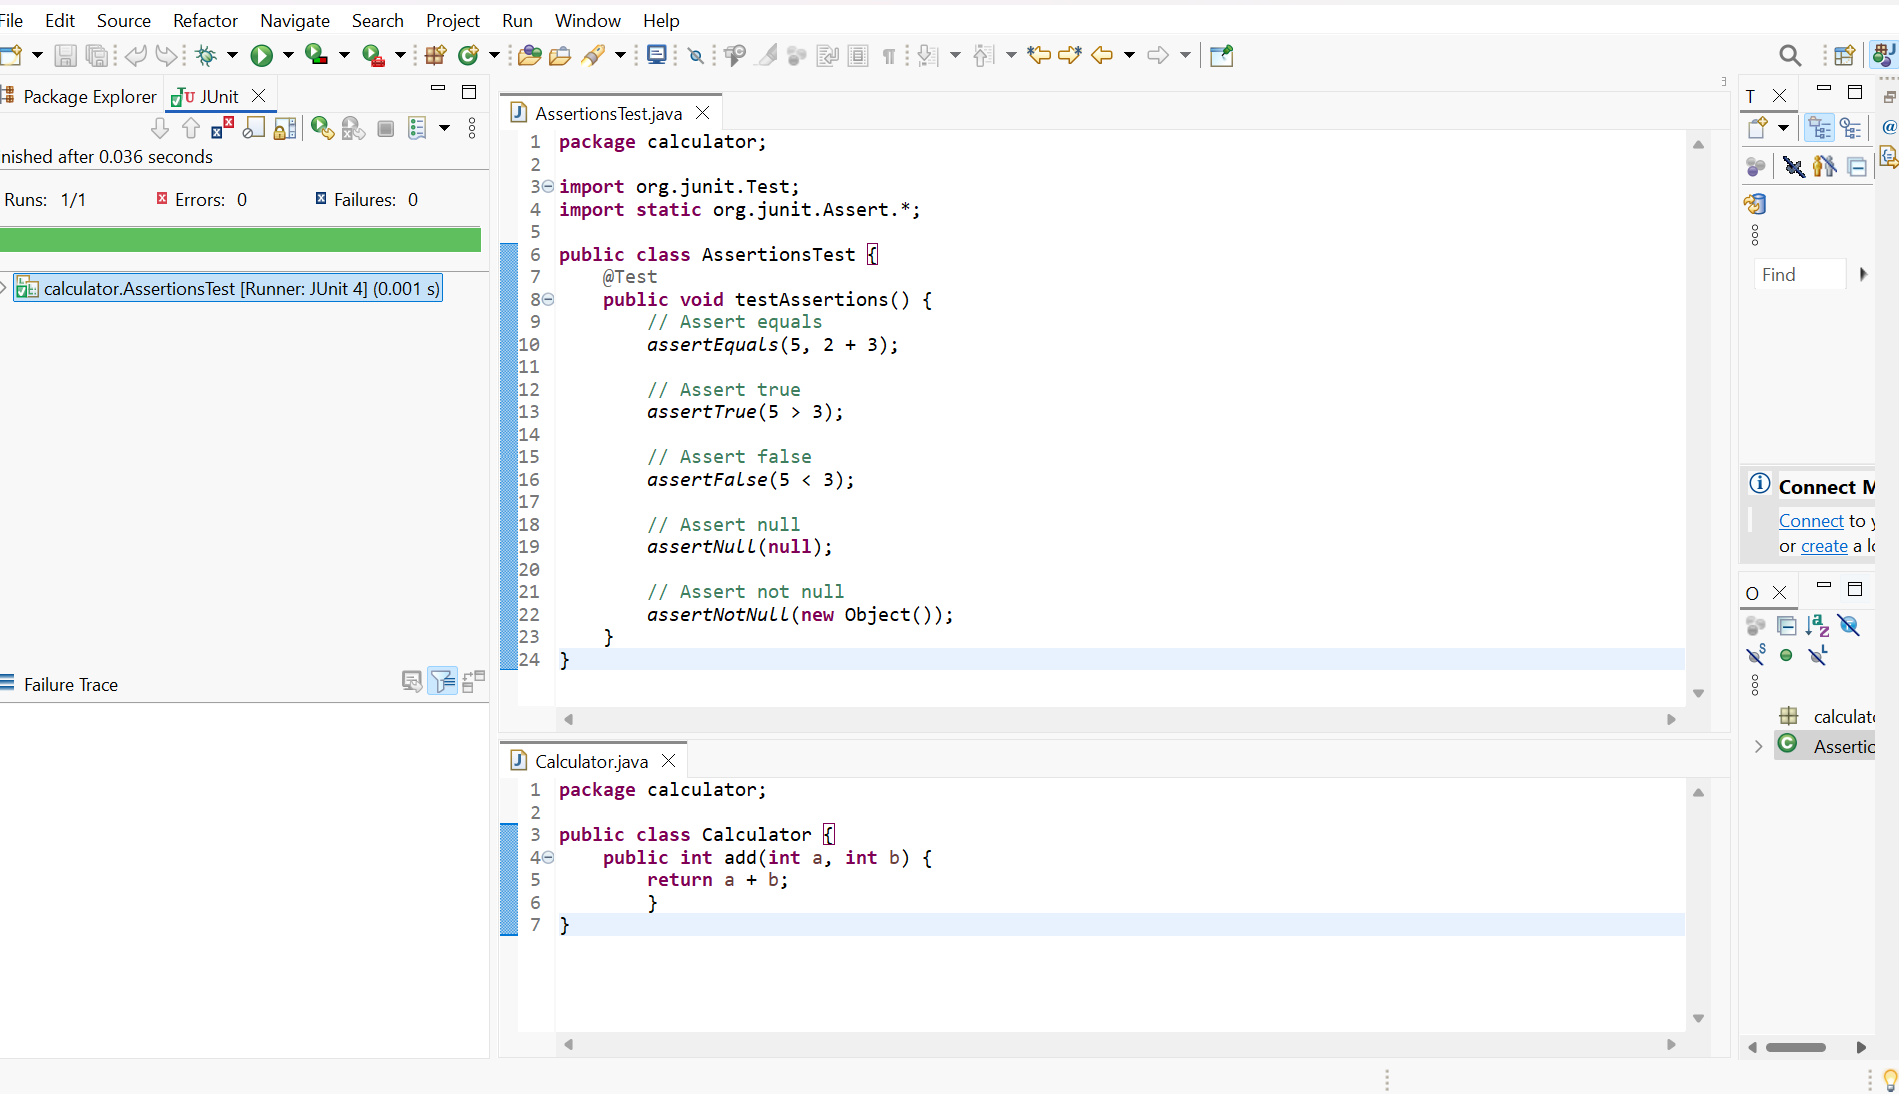 File Edit Source Refactor Navigate Search Project Run Window Help
Package Explorer
JUnit
nished after 0.036 seconds
Runs: 1/1 Errors: 0 Failures: 0
calculator.AssertionsTest [Runner: JUnit 4] (0.001 s)
Failure Trace
AssertionsTest.java
1 package calculator;
2
3 import org.junit.Test;
4 import static org.junit.Assert.*;
5
6 public class AssertionsTest {
7 @Test
8 public void testAssertions() {
9 // Assert equals
10 assertEquals(5, 2 + 3);
11
12 // Assert true
13 assertTrue(5 > 3);
14
15 // Assert false
16 assertFalse(5 < 3);
17
18 // Assert null
19 assertNull(null);
20
21 // Assert not null
22 assertNotNull(new Object());
23 }
24 }
Calculator.java
1 package calculator;
2
3 public class Calculator {
4 public int add(int a, int b) {
5 return a + b;
6 }
7 }
T
Find
Connect M
Connect to y
or create a lo
O
calculato
Assertio